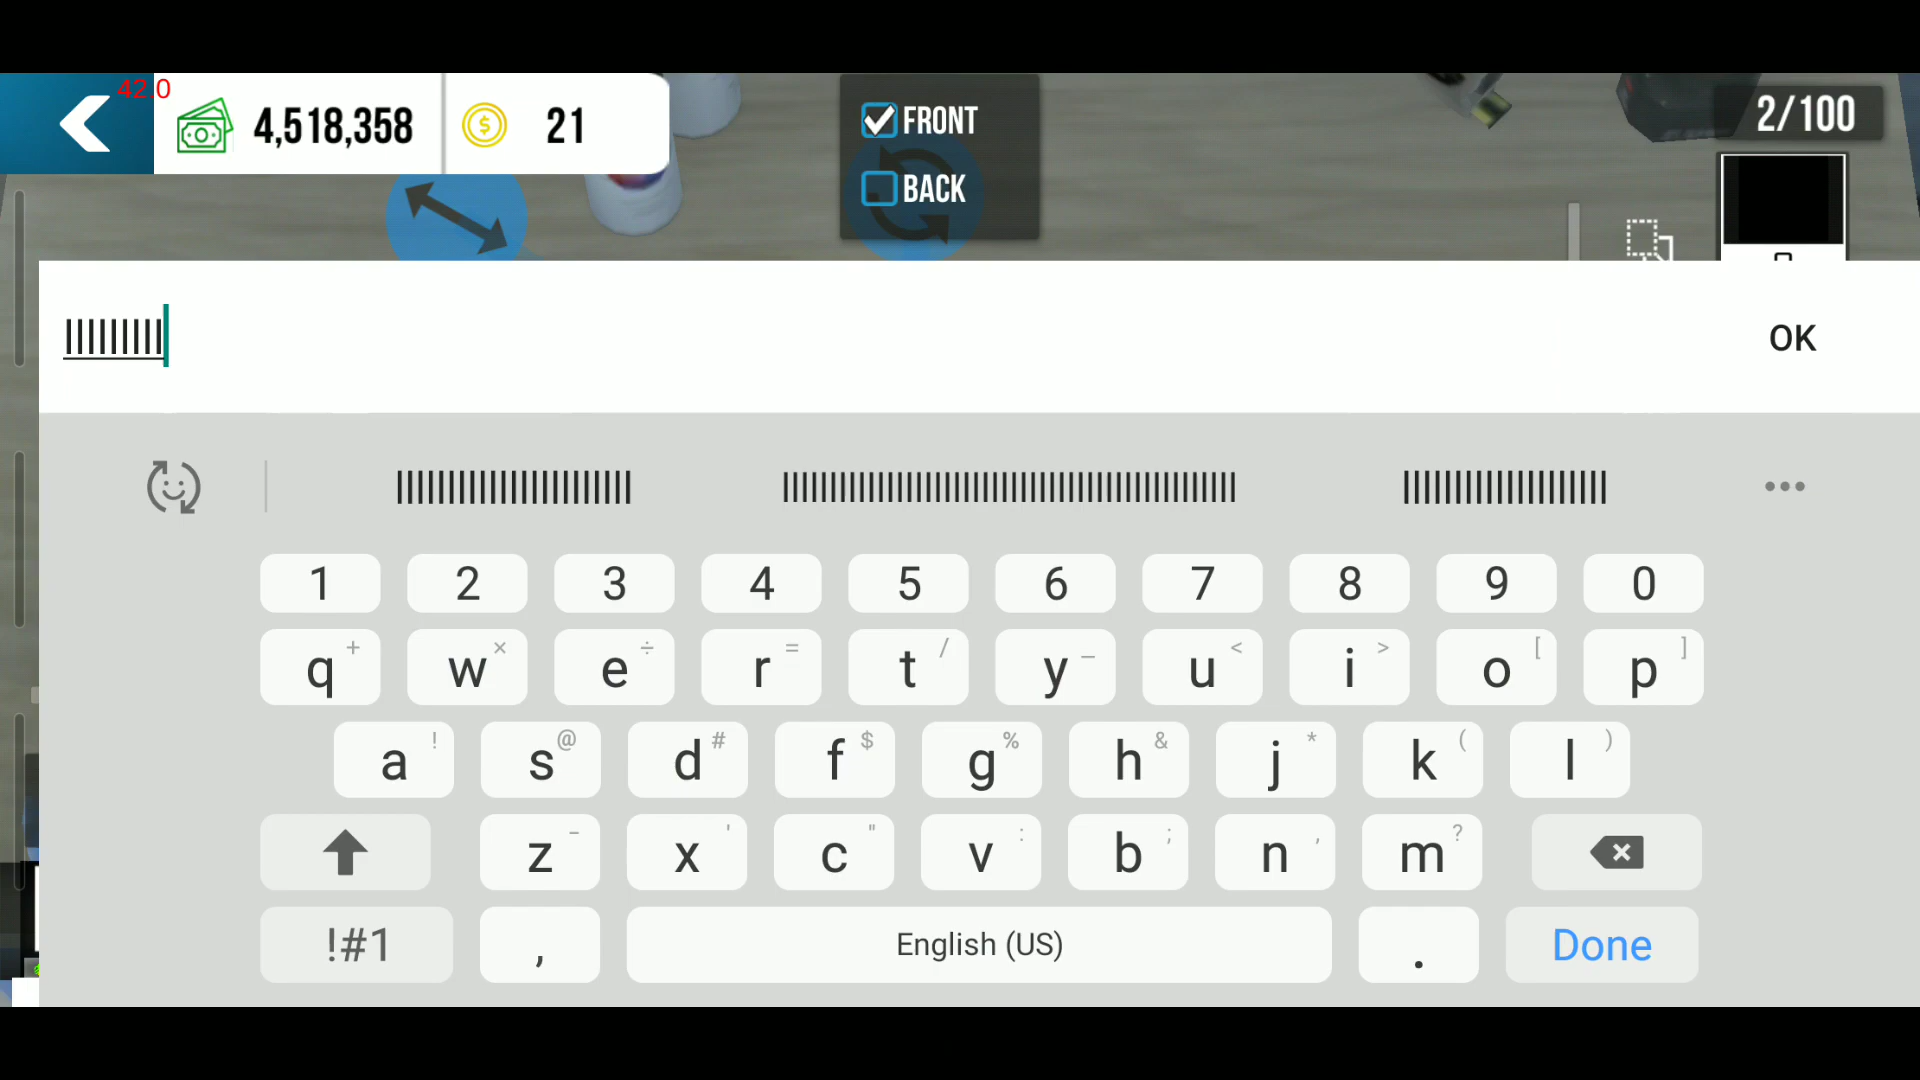 42.0
4,518,358 21 FRONT 2/100
BACK
lllllllll OK
1 2 3 4 5 6 7 8 9 0
q + w × e ÷ r = t / y _ u < i > o [ p ]
a ! s @ d # f $ g % h & j * k ( l )
z - x ' c " v : b ; n , m ?
!#1 , English (US) . Done